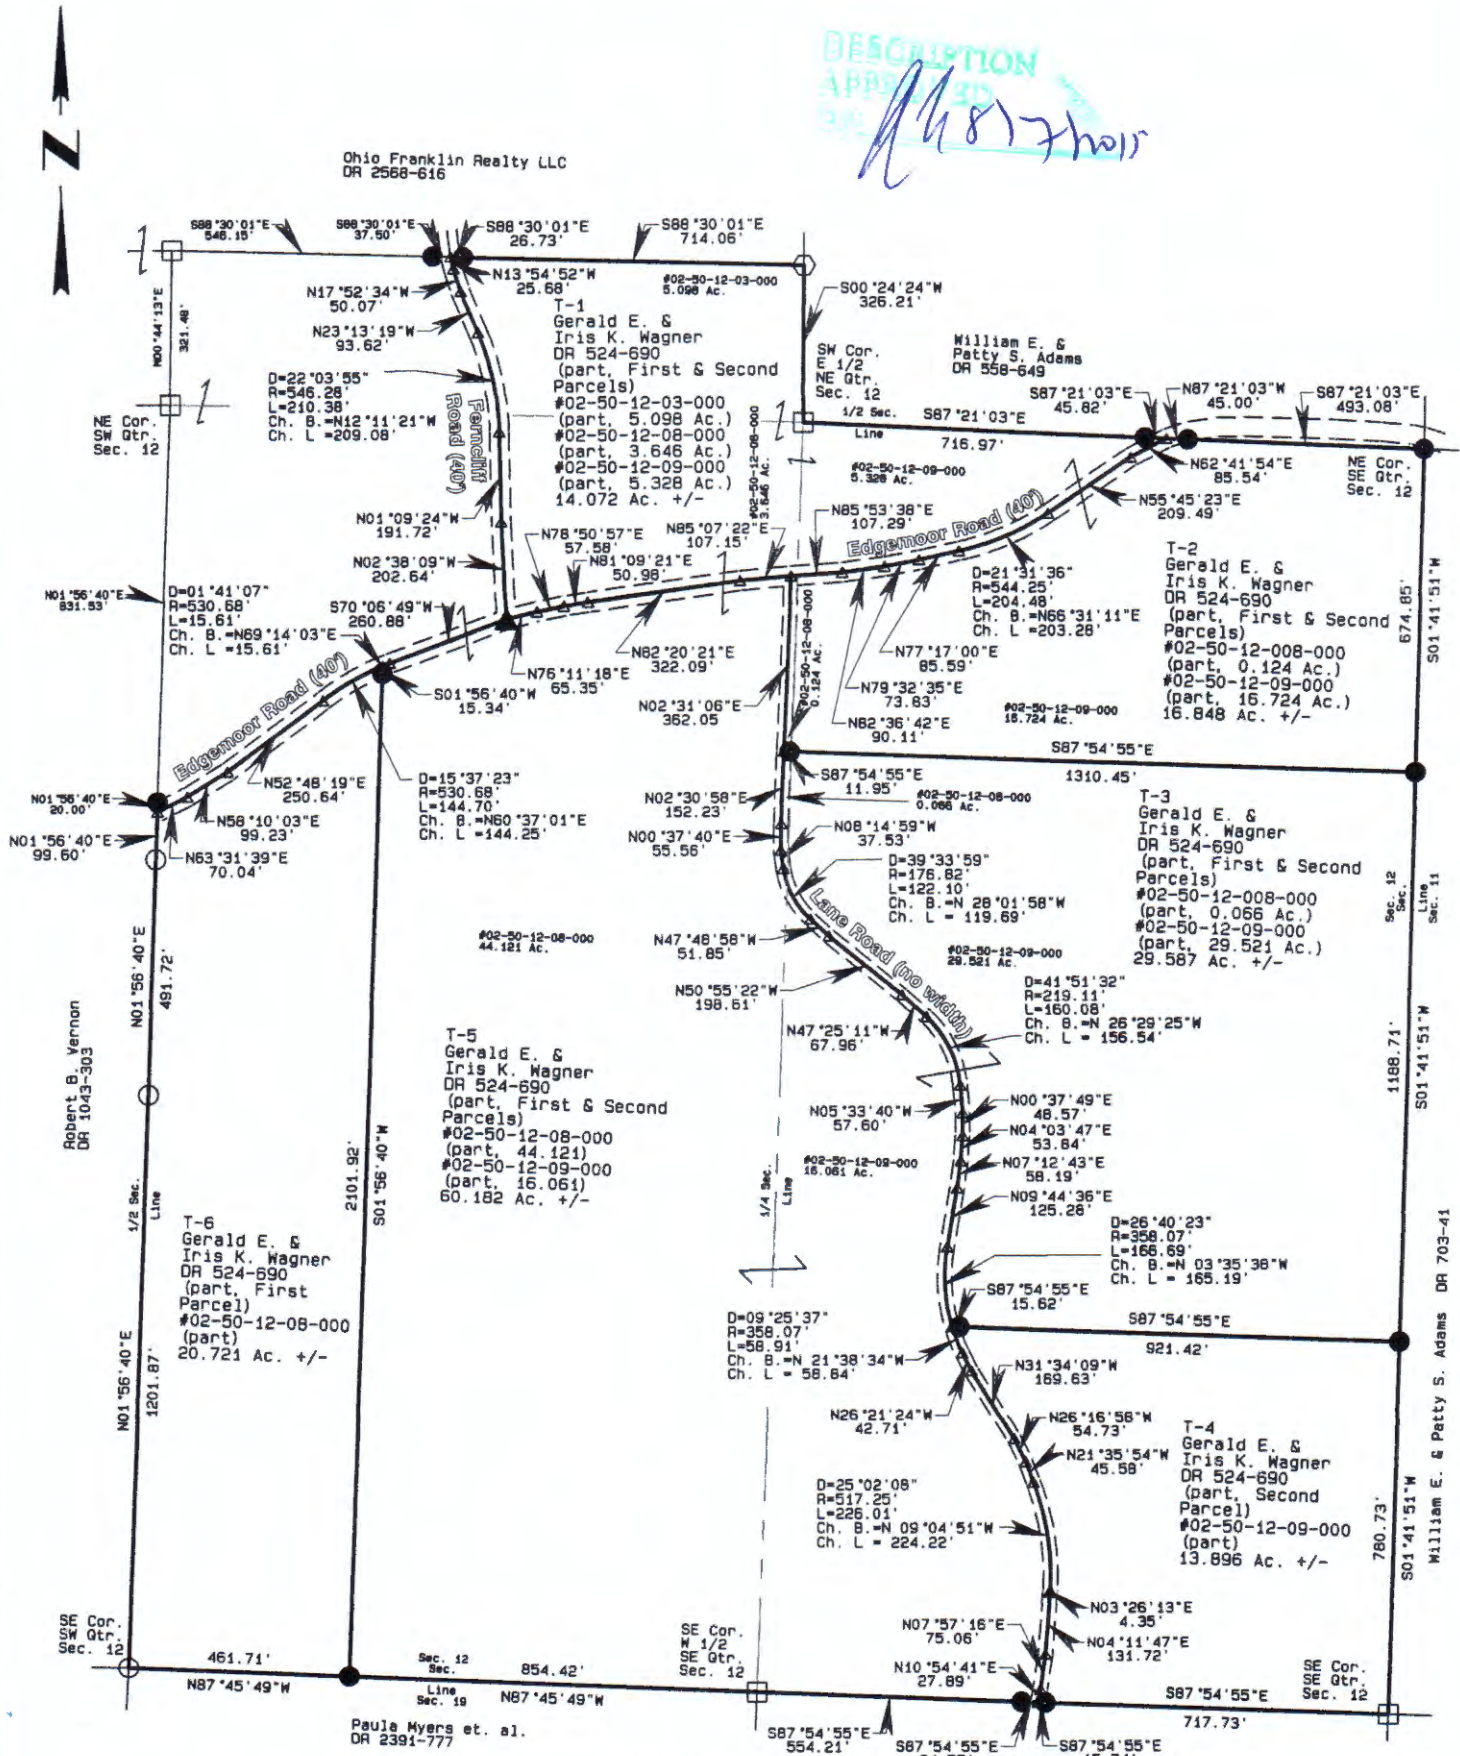 DESCRIPTION
APPROVED
Z
Ohio Franklin Realty LLC
DR 2568-616
S88°30'01"E
546.15'
S88°30'01"E
37.50'
S88°30'01"E
26.73'
S88°30'01"E
714.06'
N13°54'52"W
25.68'
#02-50-12-03-000
5.098 Ac.
N17°52'34"W
50.07'
N23°13'19"W
93.62'
N00°44'13"E
321.48'
S00°24'24"W
326.21'
T-1
Gerald E. &
Iris K. Wagner
DR 524-690
(part, First & Second
Parcels)
#02-50-12-03-000
(part, 5.098 Ac.)
#02-50-12-08-000
(part, 3.646 Ac.)
#02-50-12-09-000
(part, 5.328 Ac.)
14.072 Ac. +/-
SW Cor.
E 1/2
NE Qtr.
Sec. 12
William E. &
Patty S. Adams
DR 558-649
D=22°03'55"
R=546.28'
L=210.38'
Ch. B.=N12°11'21"W
Ch. L =209.08'
Ferncliff
Road (40')
NE Cor.
SW Qtr.
Sec. 12
1/2 Sec.
Line
S87°21'03"E
716.97'
S87°21'03"E
45.82'
N87°21'03"W
45.00'
S87°21'03"E
493.08'
#02-50-12-08-000
3.646 Ac.
#02-50-12-09-000
5.328 Ac.
N62°41'54"E
85.54'
N55°45'23"E
209.49'
NE Cor.
SE Qtr.
Sec. 12
N01°09'24"W
191.72'
N02°38'09"W
202.64'
N78°50'57"E
57.58'
N81°09'21"E
50.98'
N85°07'22"E
107.15'
N85°53'38"E
107.29'
Edgemoor Road (40')
N01°56'40"E
831.53'
D=01°41'07"
R=530.68'
L=15.61'
Ch. B.=N69°14'03"E
Ch. L =15.61'
S70°06'49"W
260.88'
N76°11'18"E
65.35'
N82°20'21"E
322.09'
S01°56'40"W
15.34'
Edgemoor Road (40')
D=21°31'36"
R=544.25'
L=204.48'
Ch. B.=N66°31'11"E
Ch. L =203.28'
N77°17'00"E
85.59'
N79°32'35"E
73.83'
N82°36'42"E
90.11'
#02-50-12-08-000
0.124 Ac.
N02°31'06"E
362.05
#02-50-12-09-000
16.724 Ac.
T-2
Gerald E. &
Iris K. Wagner
DR 524-690
(part, First & Second
Parcels)
#02-50-12-008-000
(part, 0.124 Ac.)
#02-50-12-09-000
(part, 16.724 Ac.)
16.848 Ac. +/-
674.85'
S01°41'51"W
S87°54'55"E
1310.45'
N01°56'40"E
20.00'
N01°56'40"E
99.60'
N52°48'19"E
250.64'
N58°10'03"E
99.23'
N63°31'39"E
70.04'
D=15°37'23"
R=530.68'
L=144.70'
Ch. B.=N60°37'01"E
Ch. L =144.25'
S87°54'55"E
11.95'
#02-50-12-08-000
0.066 Ac.
N02°30'58"E
152.23'
N00°37'40"E
55.56'
N08°14'59"W
37.53'
D=39°33'59"
R=176.82'
L=122.10'
Ch. B.=N 28°01'58"W
Ch. L = 119.69'
Lane Road (no width)
T-3
Gerald E. &
Iris K. Wagner
DR 524-690
(part, First & Second
Parcels)
#02-50-12-008-000
(part, 0.066 Ac.)
#02-50-12-09-000
(part, 29.521 Ac.)
29.587 Ac. +/-
Sec. 12
Sec.
Line
Sec. 11
#02-50-12-08-000
44.121 Ac.
N47°48'58"W
51.85'
N50°55'22"W
198.61'
N47°25'11"W
67.96'
#02-50-12-09-000
29.521 Ac.
D=41°51'32"
R=219.11'
L=160.08'
Ch. B.=N 26°29'25"W
Ch. L = 156.54'
N01°56'40"E
491.72'
Robert B. Vernon
DR 1043-303
T-5
Gerald E. &
Iris K. Wagner
DR 524-690
(part, First & Second
Parcels)
#02-50-12-08-000
(part, 44.121)
#02-50-12-09-000
(part, 16.061)
60.182 Ac. +/-
1188.71'
S01°41'51"W
N05°33'40"W
57.60'
N00°37'49"E
48.57'
N04°03'47"E
53.84'
N07°12'43"E
58.19'
N09°44'36"E
125.28'
#02-50-12-09-000
16.061 Ac.
1/4 Sec.
Line
1/2 Sec.
Line
2101.92'
S01°56'40"W
T-6
Gerald E. &
Iris K. Wagner
DR 524-690
(part, First
Parcel)
#02-50-12-08-000
(part)
20.721 Ac. +/-
N01°56'40"E
1201.87'
D=26°40'23"
R=358.07'
L=166.69'
Ch. B.=N 03°35'38"W
Ch. L = 165.19'
S87°54'55"E
15.62'
S87°54'55"E
921.42'
D=09°25'37"
R=358.07'
L=58.91'
Ch. B.=N 21°38'34"W
Ch. L = 58.84'
N31°34'09"W
169.63'
N26°21'24"W
42.71'
N26°16'58"W
54.73'
N21°35'54"W
45.58'
D=25°02'08"
R=517.25'
L=226.01'
Ch. B.=N 09°04'51"W
Ch. L = 224.22'
T-4
Gerald E. &
Iris K. Wagner
DR 524-690
(part, Second
Parcel)
#02-50-12-09-000
(part)
13.896 Ac. +/-
780.73'
S01°41'51"W
William E. & Patty S. Adams DR 703-41
N03°26'13"E
4.35'
N04°11'47"E
131.72'
N07°57'16"E
75.06'
N10°54'41"E
27.89'
SE Cor.
SW Qtr.
Sec. 12
461.71'
N87°45'49"W
Sec. 12
Sec.
Line
Sec. 19
854.42'
N87°45'49"W
SE Cor.
W 1/2
SE Qtr.
Sec. 12
SE Cor.
SE Qtr.
Sec. 12
S87°54'55"E
717.73'
Paula Myers et. al.
DR 2391-777
S87°54'55"E
554.21'
S87°54'55"E
S87°54'55"E